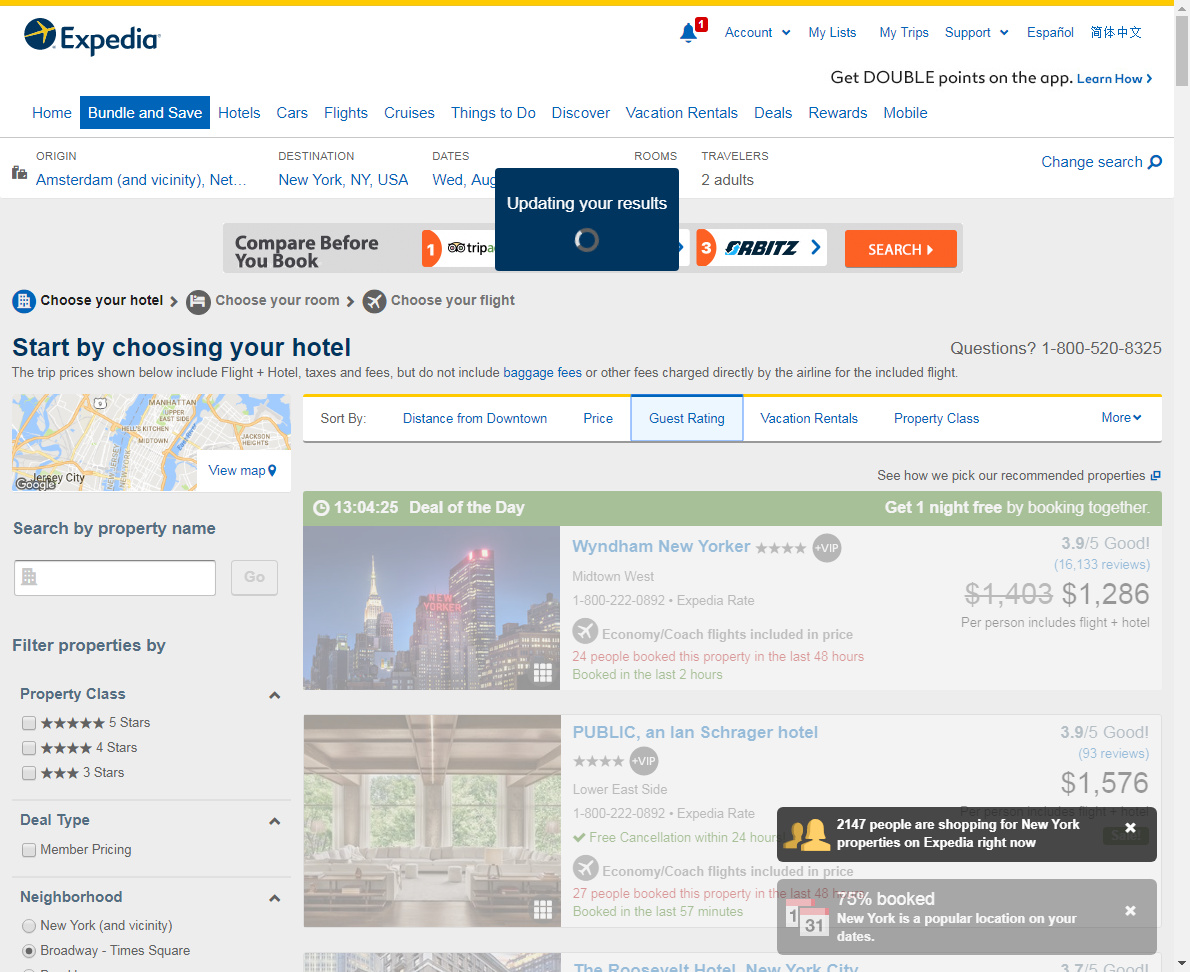 Expedia
1
Account
My Lists
My Trips
Support
Español
简体中文
Get DOUBLE points on the app. Learn How
Home
Bundle and Save
Hotels
Cars
Flights
Cruises
Things to Do
Discover
Vacation Rentals
Deals
Rewards
Mobile
ORIGIN
Amsterdam (and vicinity), Net...
DESTINATION
New York, NY, USA
DATES
Wed, Aug
ROOMS
TRAVELERS
2 adults
Change search
Updating your results
Compare Before
You Book
1
3
ORBITZ
SEARCH
Choose your hotel
Choose your room
Choose your flight
Start by choosing your hotel
Questions? 1-800-520-8325
The trip prices shown below include Flight + Hotel, taxes and fees, but do not include baggage fees or other fees charged directly by the airline for the included flight.
9
MANHATTAN
UPPER
EAST SIDE
HELL'S KITCHEN
MIDTOWN
JACKSON
HEIGHTS
East River
NEW JERSEY
NEW YORK
Jersey City
Google
View map
Sort By:
Distance from Downtown
Price
Guest Rating
Vacation Rentals
Property Class
More
See how we pick our recommended properties
Search by property name
Go
Filter properties by
Property Class
5 Stars
4 Stars
3 Stars
Deal Type
Member Pricing
Neighborhood
New York (and vicinity)
Broadway - Times Square
13:04:25 Deal of the Day
Get 1 night free by booking together.
NEW
YORKER
Wyndham New Yorker
+VIP
3.9/5 Good!
Midtown West
(16,133 reviews)
1-800-222-0892 • Expedia Rate
$1,403 $1,286
Per person includes flight + hotel
Economy/Coach flights included in price
24 people booked this property in the last 48 hours
Booked in the last 2 hours
PUBLIC, an Ian Schrager hotel
3.9/5 Good!
+VIP
(93 reviews)
Lower East Side
$1,576
1-800-222-0892 • Expedia Rate
Per person includes flight + hotel
Free Cancellation within 24 hours
Economy/Coach flights included in price
27 people booked this property in the last 48 hours
Booked in the last 57 minutes
2147 people are shopping for New York
properties on Expedia right now
1
31
75% booked
New York is a popular location on your
dates.
The Roosevelt Hotel, New York City
3.7/5 Good!